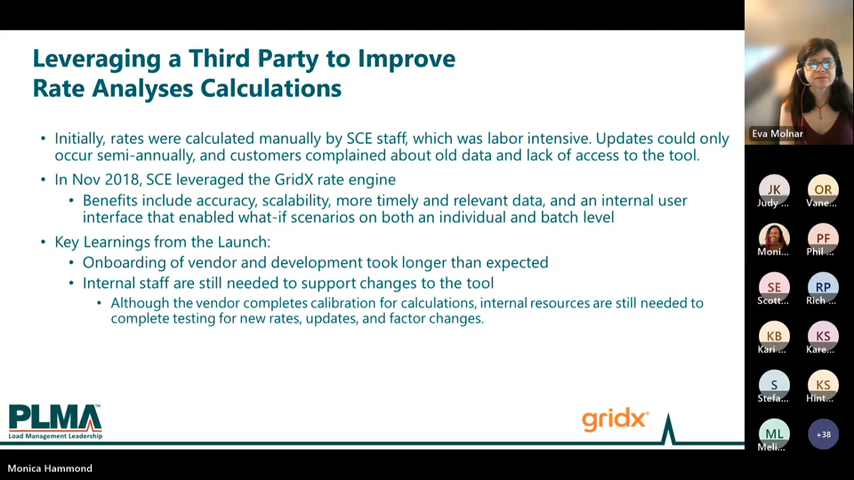 Leveraging a Third Party to Improve
Rate Analyses Calculations
• Initially, rates were calculated manually by SCE staff, which was labor intensive. Updates could only
occur semi-annually, and customers complained about old data and lack of access to the tool.
• In Nov 2018, SCE leveraged the GridX rate engine
• Benefits include accuracy, scalability, more timely and relevant data, and an internal user
interface that enabled what-if scenarios on both an individual and batch level
• Key Learnings from the Launch:
• Onboarding of vendor and development took longer than expected
• Internal staff are still needed to support changes to the tool
• Although the vendor completes calibration for calculations, internal resources are still needed to
complete testing for new rates, updates, and factor changes.
PLMA
Load Management Leadership
gridx
Monica Hammond
Eva Molnar
JK
OR
Judy ...
Vane...
PF
Moni...
Phil ...
SE
RP
Scott...
Rich ...
KB
KS
Kari ...
Kare...
S
KS
Stefa...
Hint...
ML
+38
Meli...